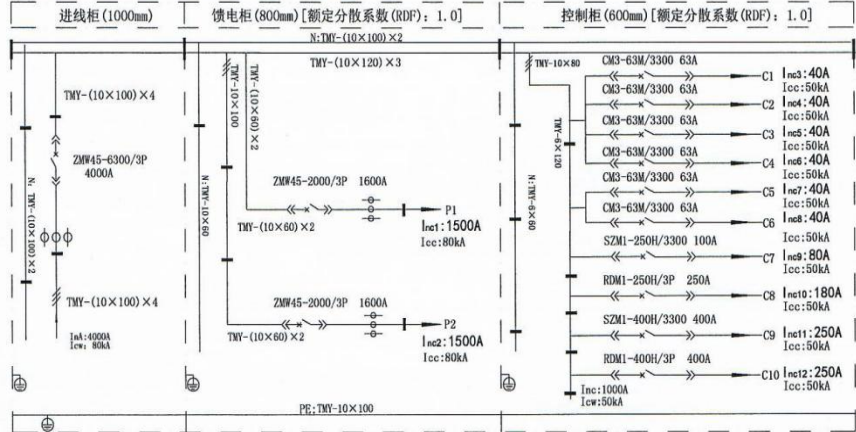 进线柜(1000mm)
馈电柜(800mm)[额定分散系数(RDF): 1.0]
控制柜(600mm)[额定分散系数(RDF): 1.0]
N:TMY-(10×100)×2
TMY-(10×120)×3
TMY-(10×100)×4
ZMW45-6300/3P
4000A
N: TMY-(10×100)×2
TMY-(10×100)×4
InA:4000A
Icw: 80kA
N:TMY-10×60
TMY-10×100
TMY-(10×60)×2
ZMW45-2000/3P 1600A
P1
TMY-(10×60)×2
Inc1:1500A
Icc:80kA
ZMW45-2000/3P 1600A
P2
TMY-(10×60)×2
Inc2:1500A
Icc:80kA
N:TMY-6×60
TMY-10×80
TMY-6×120
CM3-63M/3300 63A
C1 Inc3:40A
Icc:50kA
CM3-63M/3300 63A
C2 Inc4:40A
Icc:50kA
CM3-63M/3300 63A
C3 Inc5:40A
Icc:50kA
CM3-63M/3300 63A
C4 Inc6:40A
Icc:50kA
CM3-63M/3300 63A
C5 Inc7:40A
Icc:50kA
CM3-63M/3300 63A
C6 Inc8:40A
Icc:50kA
SZM1-250H/3300 100A
C7 Inc9:80A
Icc:50kA
RDM1-250H/3P 250A
C8 Inc10:180A
Icc:50kA
SZM1-400H/3300 400A
C9 Inc11:250A
Icc:50kA
RDM1-400H/3P 400A
C10 Inc12:250A
Icc:50kA
Inc:1000A
Icw:50kA
PE:TMY-10×100